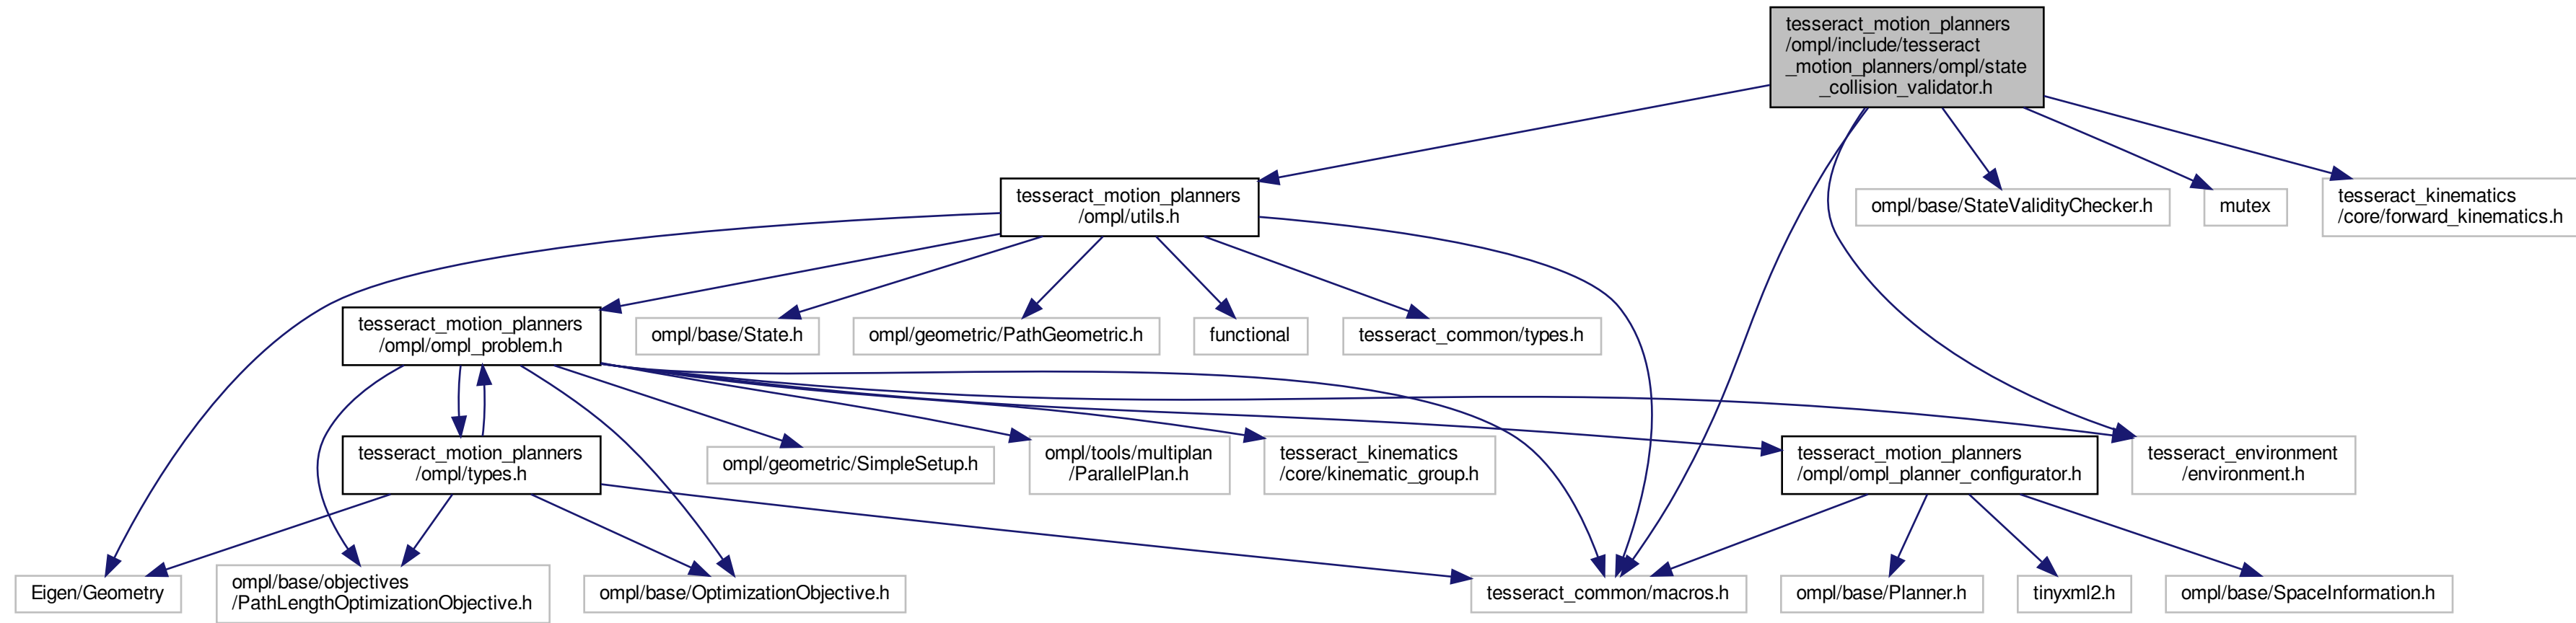 tesseract_motion_planners
/ompl/include/tesseract
_motion_planners/ompl/state
_collision_validator.h
tesseract_motion_planners
/ompl/utils.h
ompl/base/StateValidityChecker.h
mutex
tesseract_kinematics
/core/forward_kinematics.h
tesseract_motion_planners
/ompl/ompl_problem.h
ompl/base/State.h
ompl/geometric/PathGeometric.h
functional
tesseract_common/types.h
tesseract_motion_planners
/ompl/types.h
ompl/geometric/SimpleSetup.h
ompl/tools/multiplan
/ParallelPlan.h
tesseract_kinematics
/core/kinematic_group.h
tesseract_motion_planners
/ompl/ompl_planner_configurator.h
tesseract_environment
/environment.h
Eigen/Geometry
ompl/base/objectives
/PathLengthOptimizationObjective.h
ompl/base/OptimizationObjective.h
tesseract_common/macros.h
ompl/base/Planner.h
tinyxml2.h
ompl/base/SpaceInformation.h